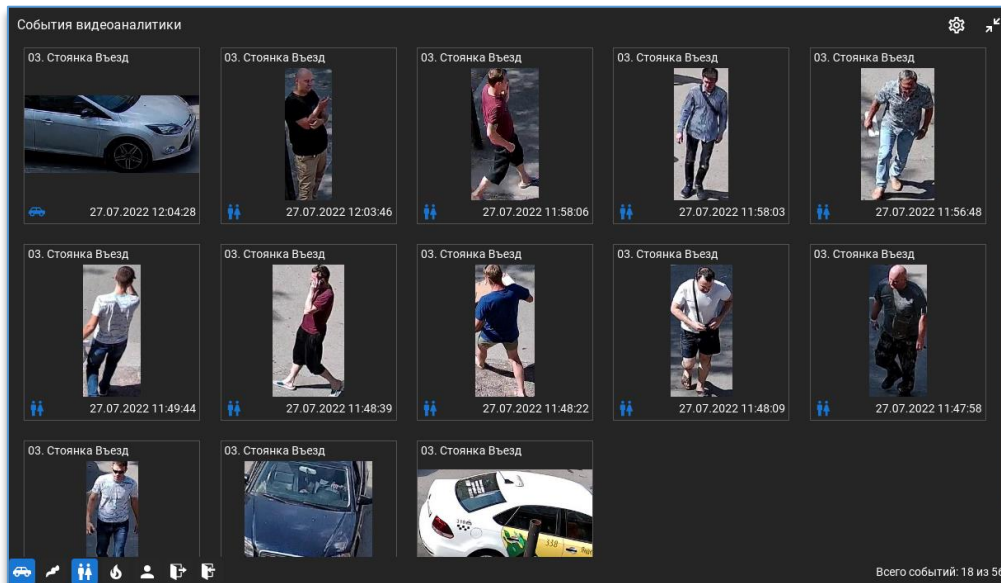 События видеоаналитики
03. Стоянка Въезд
27.07.2022 12:04:28
03. Стоянка Въезд
27.07.2022 12:03:46
03. Стоянка Въезд
27.07.2022 11:58:06
03. Стоянка Въезд
27.07.2022 11:58:03
03. Стоянка Въезд
27.07.2022 11:56:48
03. Стоянка Въезд
27.07.2022 11:49:44
03. Стоянка Въезд
27.07.2022 11:48:39
03. Стоянка Въезд
27.07.2022 11:48:22
03. Стоянка Въезд
27.07.2022 11:48:09
03. Стоянка Въезд
27.07.2022 11:47:58
03. Стоянка Въезд
03. Стоянка Въезд
03. Стоянка Въезд
Всего событий: 18 из 56